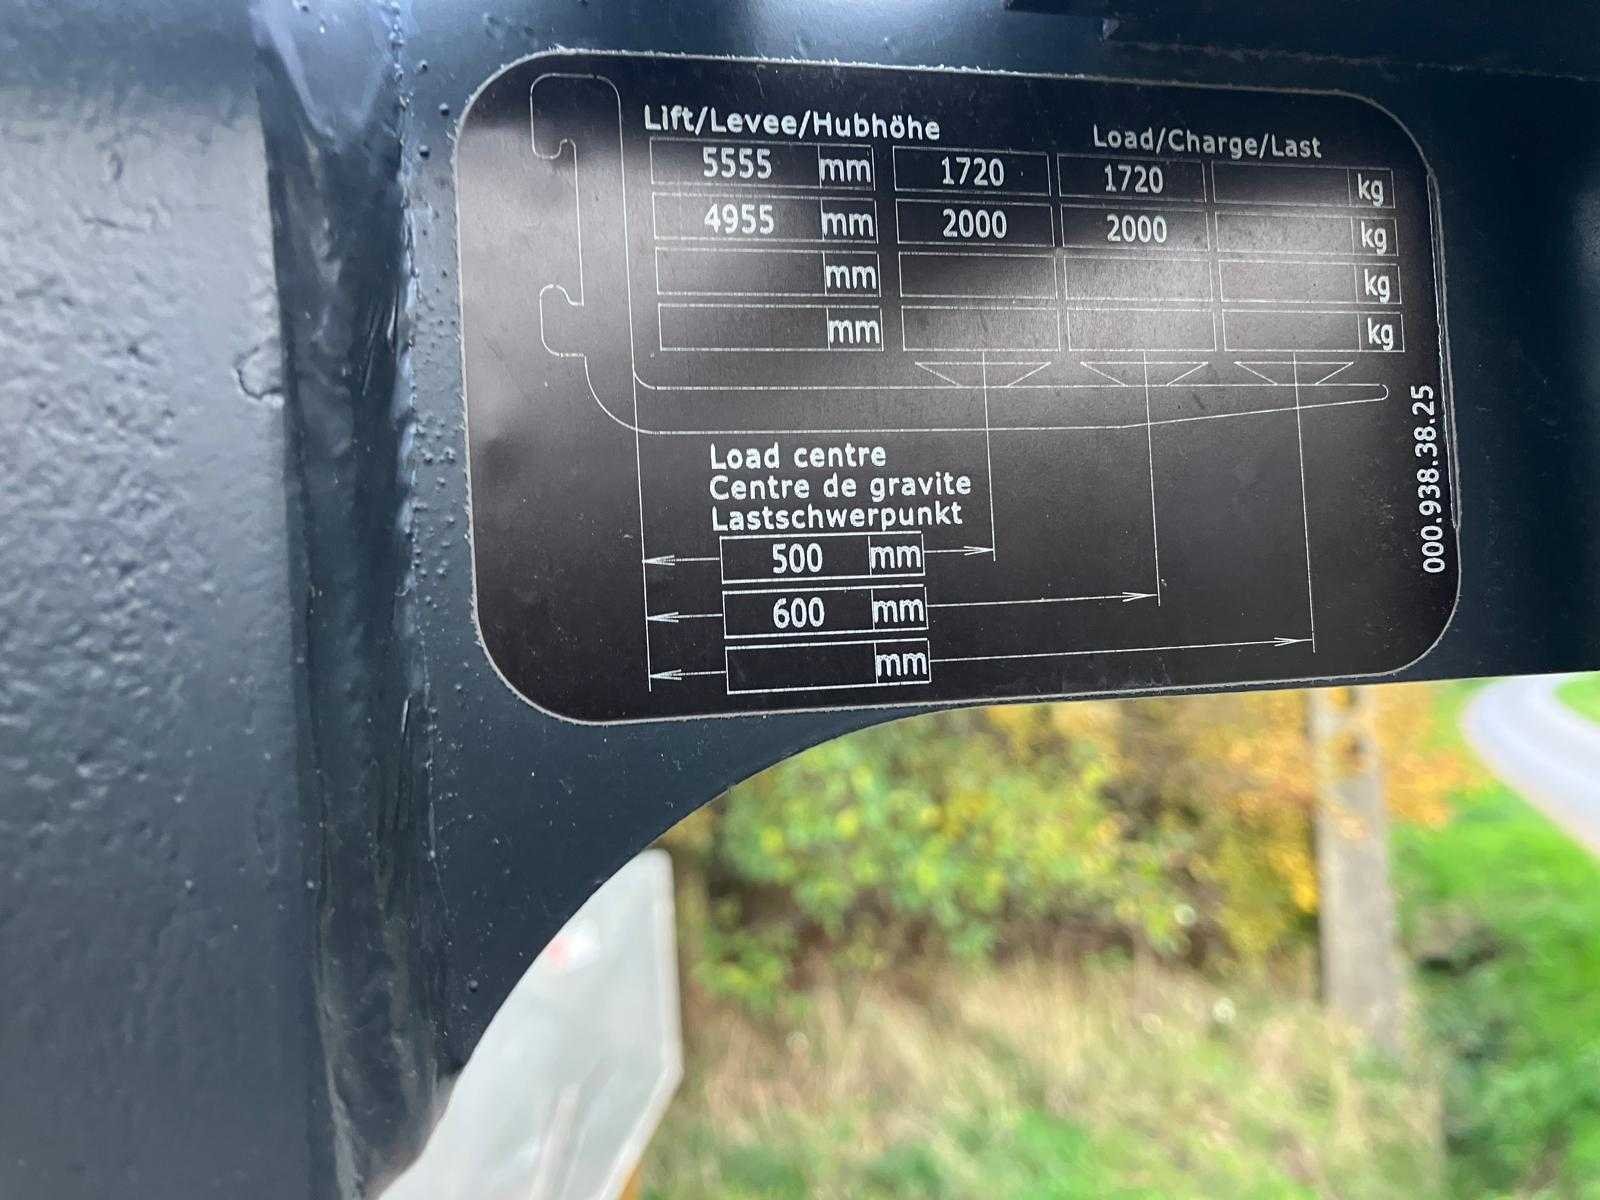 Lift/Levee/Hubhöhe
Load/Charge/Last
5555 mm 1720 1720 kg
4955 mm 2000 2000 kg
mm kg
mm kg
Load centre
Centre de gravite
Lastschwerpunkt
500 mm
600 mm
mm
000.938.38.25